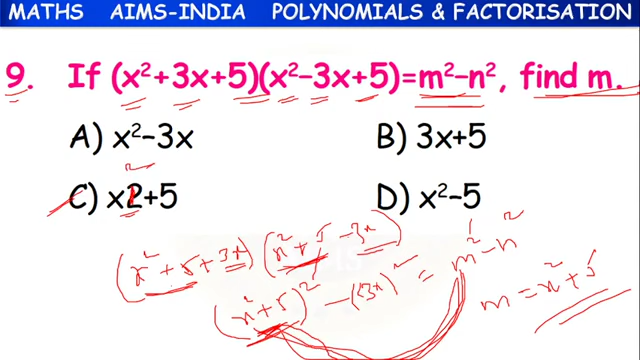 MATHS AIMS-INDIA POLYNOMIALS & FACTORISATION
9. If (x²+3x+5)(x²-3x+5)=m²-n², find m.
A) x²-3x B) 3x+5
2
C) x2+5 D) x²-5
(x²+5+3x)(x²+5-3x)
(x²+5)² -(3x)² = m²-n²
m = x²+5